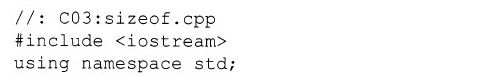 //: C03:sizeof.cpp
#include <iostream>
using namespace std;